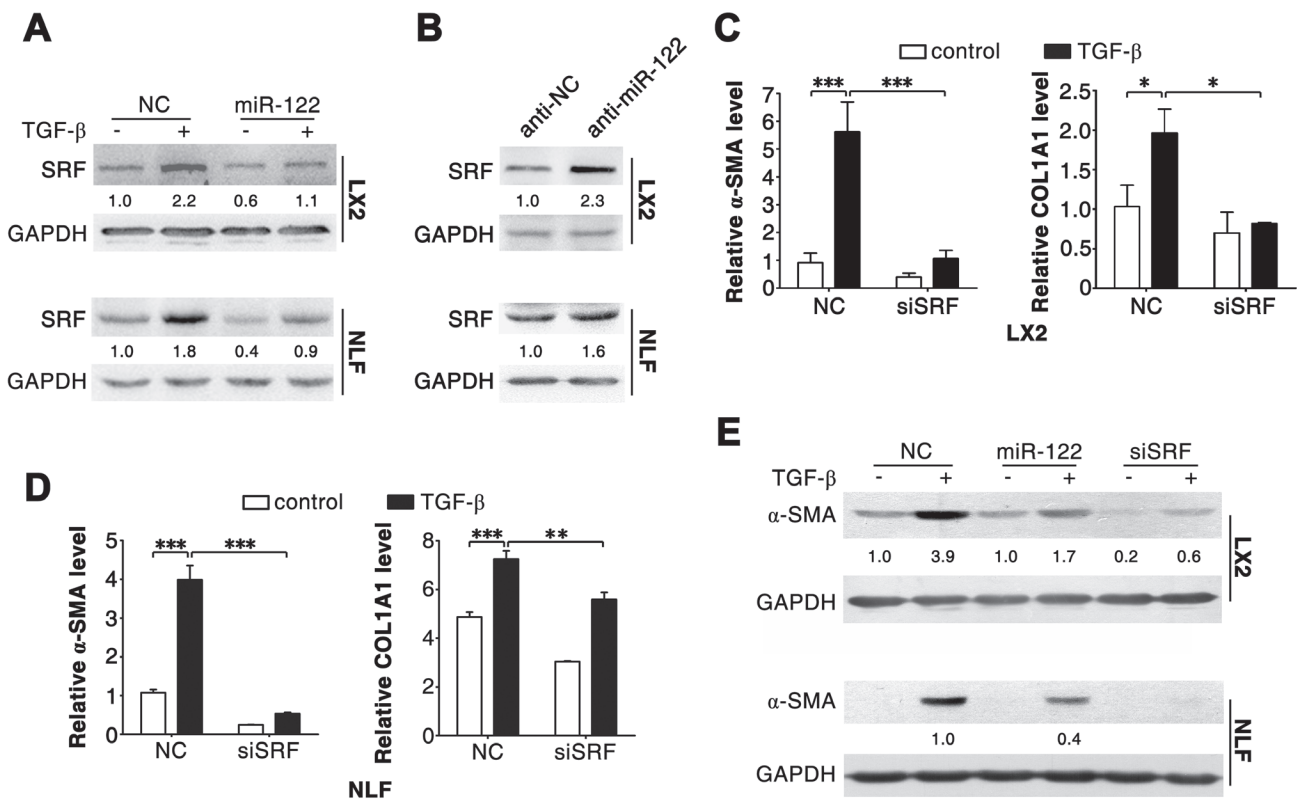 A
NC miR-122
TGF-β - + - +
SRF
1.0 2.2 0.6 1.1
GAPDH
LX2
SRF
1.0 1.8 0.4 0.9
GAPDH
NLF
B
anti-NC anti-miR-122
SRF
1.0 2.3
GAPDH
LX2
SRF
1.0 1.6
GAPDH
NLF
C
control TGF-β
Relative α-SMA level
7
6
5
4
3
2
1
0
*** ***
NC siSRF
Relative COL1A1 level
2.5
2.0
1.5
1.0
0.5
0
* *
NC siSRF
LX2
D
control TGF-β
Relative α-SMA level
5
4
3
2
1
0
*** ***
NC siSRF
Relative COL1A1 level
8
6
4
2
0
*** **
NC siSRF
NLF
E
NC miR-122 siSRF
TGF-β - + - + - +
α-SMA
1.0 3.9 1.0 1.7 0.2 0.6
GAPDH
LX2
α-SMA
1.0 0.4
GAPDH
NLF